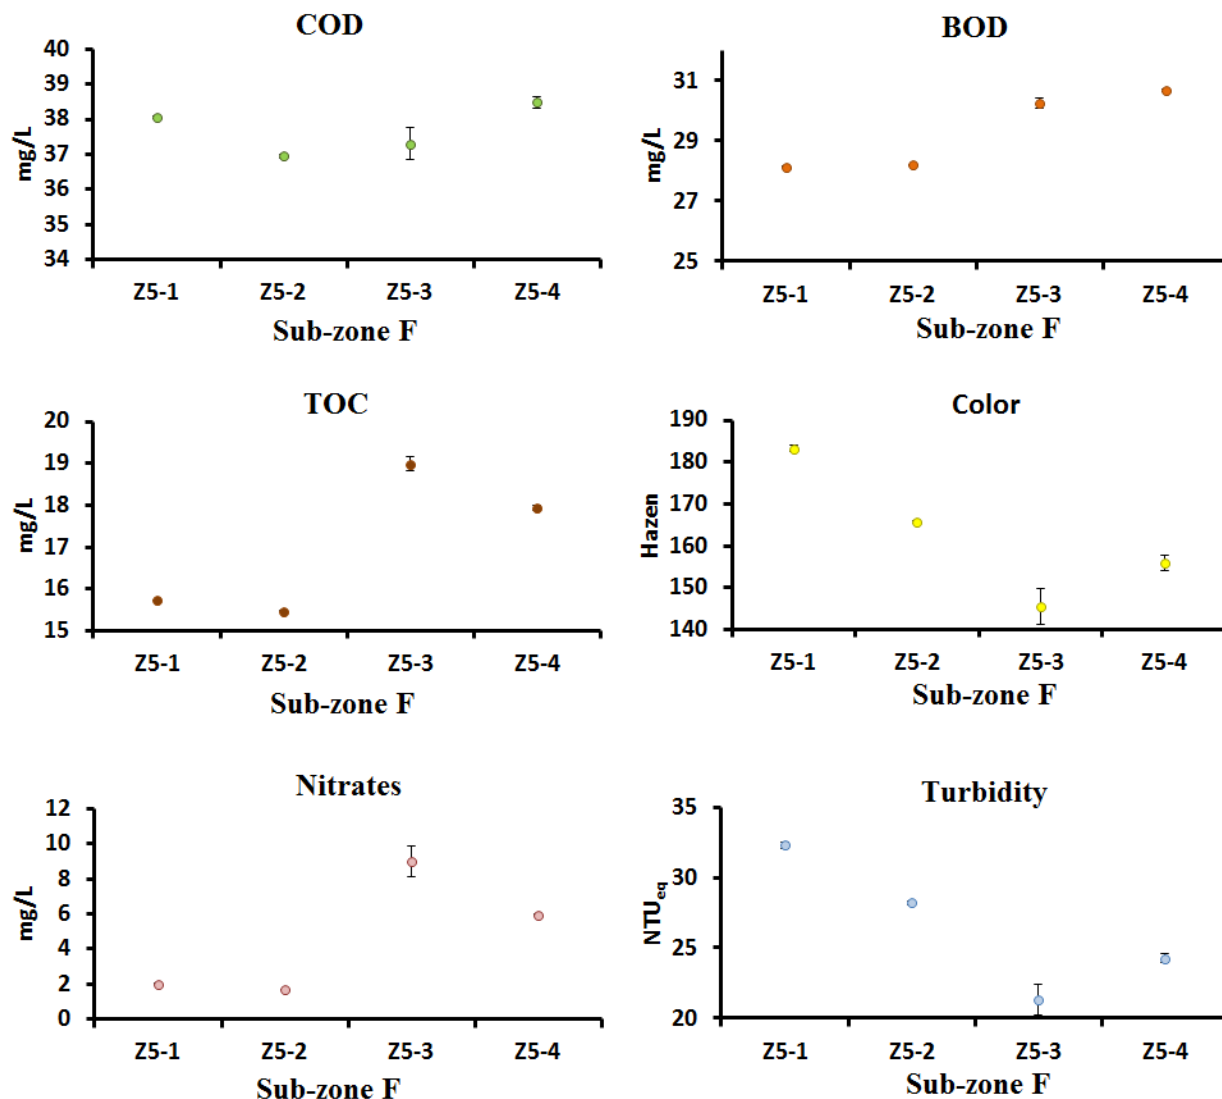 COD
40
39
38
37
36
35
34
mg/L
Z5-1 Z5-2 Z5-3 Z5-4
Sub-zone F
BOD
31
29
27
25
mg/L
Z5-1 Z5-2 Z5-3 Z5-4
Sub-zone F
TOC
20
19
18
17
16
15
mg/L
Z5-1 Z5-2 Z5-3 Z5-4
Sub-zone F
Color
190
180
170
160
150
140
Hazen
Z5-1 Z5-2 Z5-3 Z5-4
Sub-zone F
Nitrates
12
10
8
6
4
2
0
mg/L
Z5-1 Z5-2 Z5-3 Z5-4
Sub-zone F
Turbidity
35
30
25
20
NTUeq
Z5-1 Z5-2 Z5-3 Z5-4
Sub-zone F